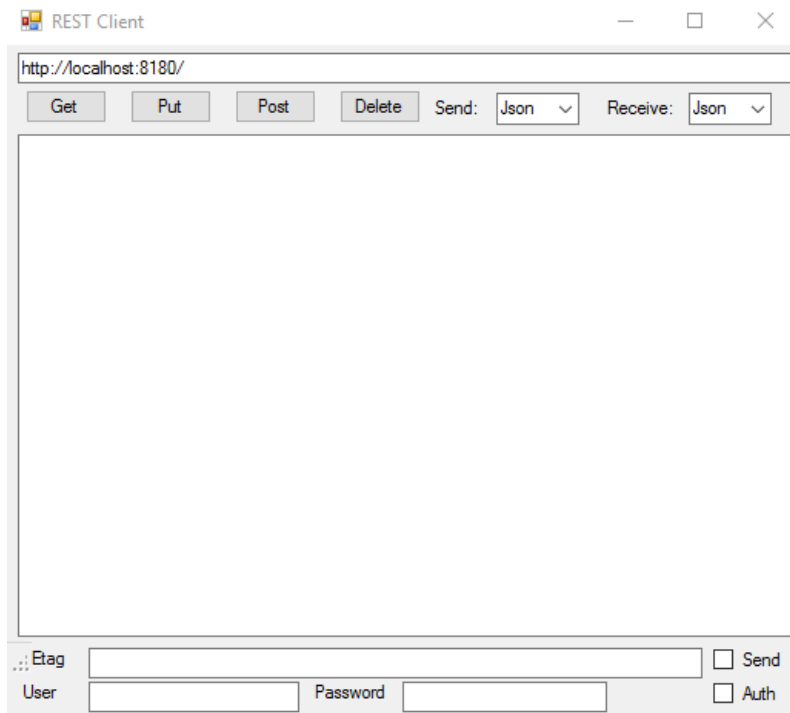 REST Client
http://localhost:8180/
Get Put Post Delete Send: Json Receive: Json
Etag Send
User Password Auth